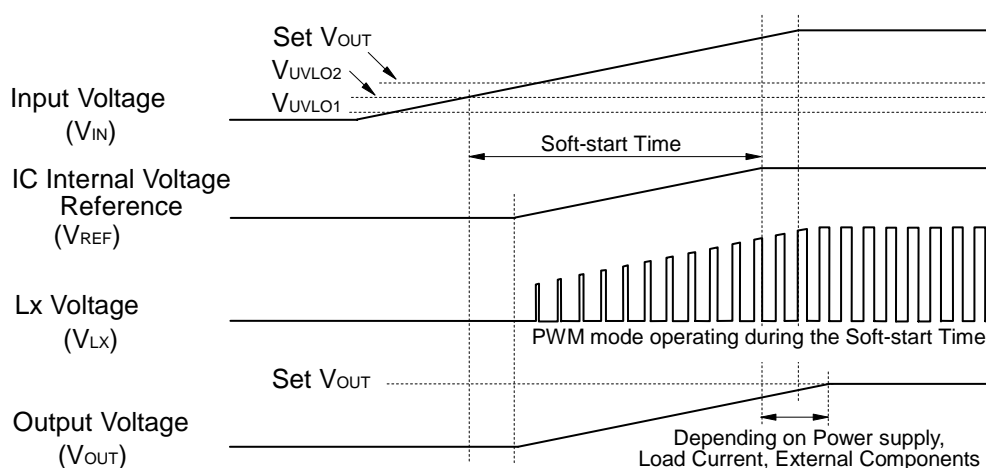 Set VOUT
VUVLO2
VUVLO1
Input Voltage
(VIN)
Soft-start Time
IC Internal Voltage
Reference
(VREF)
Lx Voltage
(VLX)
PWM mode operating during the Soft-start Time
Set VOUT
Output Voltage
(VOUT)
Depending on Power supply,
Load Current, External Components